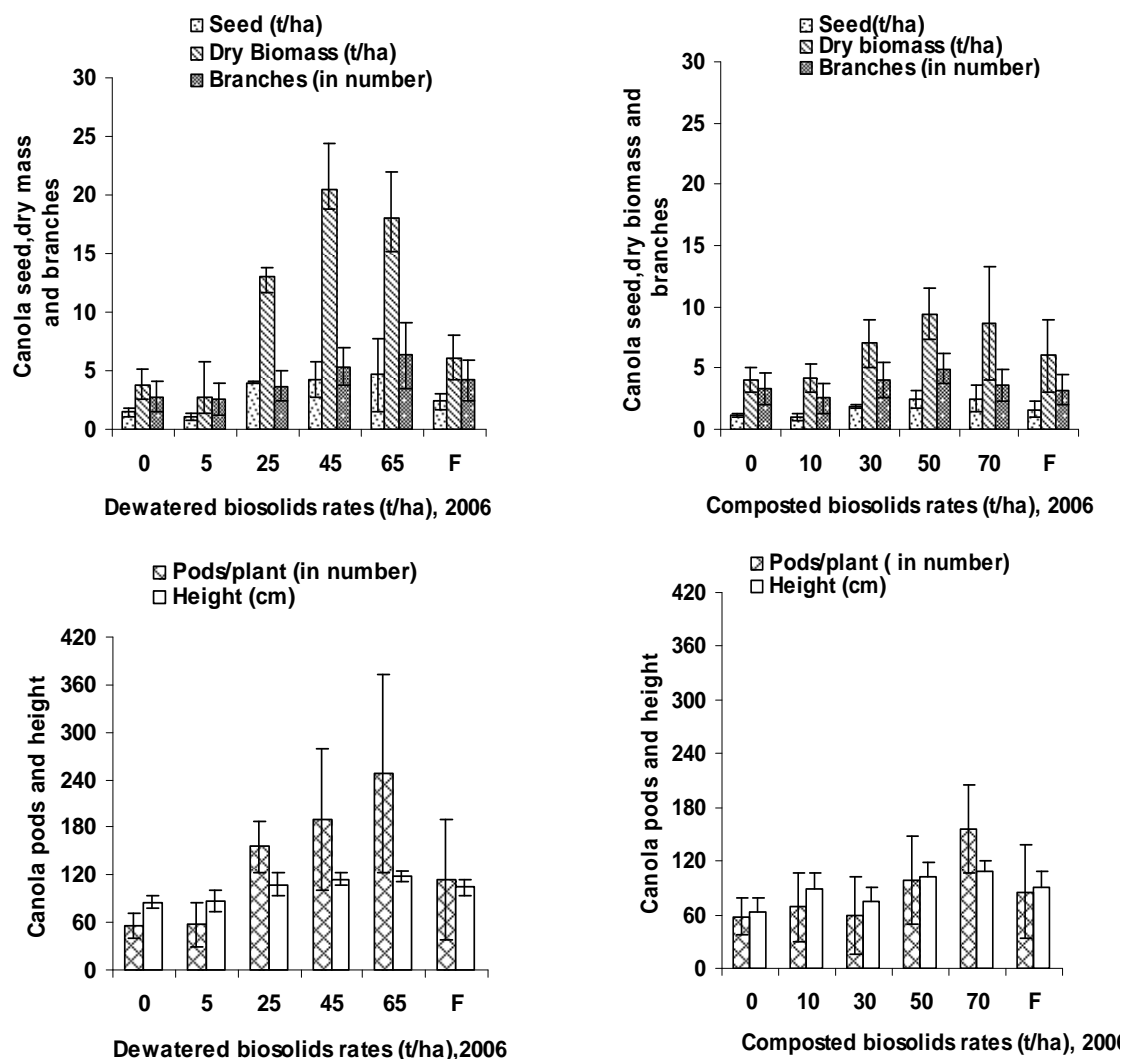 Seed (t/ha)
Dry Biomass (t/ha)
Branches (in number)
30
25
20
15
10
5
0
Canola seed,dry mass
and branches
0 5 25 45 65 F
Dewatered biosolids rates (t/ha), 2006
Seed(t/ha)
Dry biomass (t/ha)
Branches (in number)
30
25
20
15
10
5
0
Canola seed,dry biomass and
branches
0 10 30 50 70 F
Composted biosolids rates (t/ha), 2006
Pods/plant (in number)
Height (cm)
420
360
300
240
180
120
60
0
Canola pods and height
0 5 25 45 65 F
Dewatered biosolids rates (t/ha),2006
Pods/plant ( in number)
Height (cm)
420
360
300
240
180
120
60
0
Canola pods and height
0 10 30 50 70 F
Composted biosolids rates (t/ha), 2006